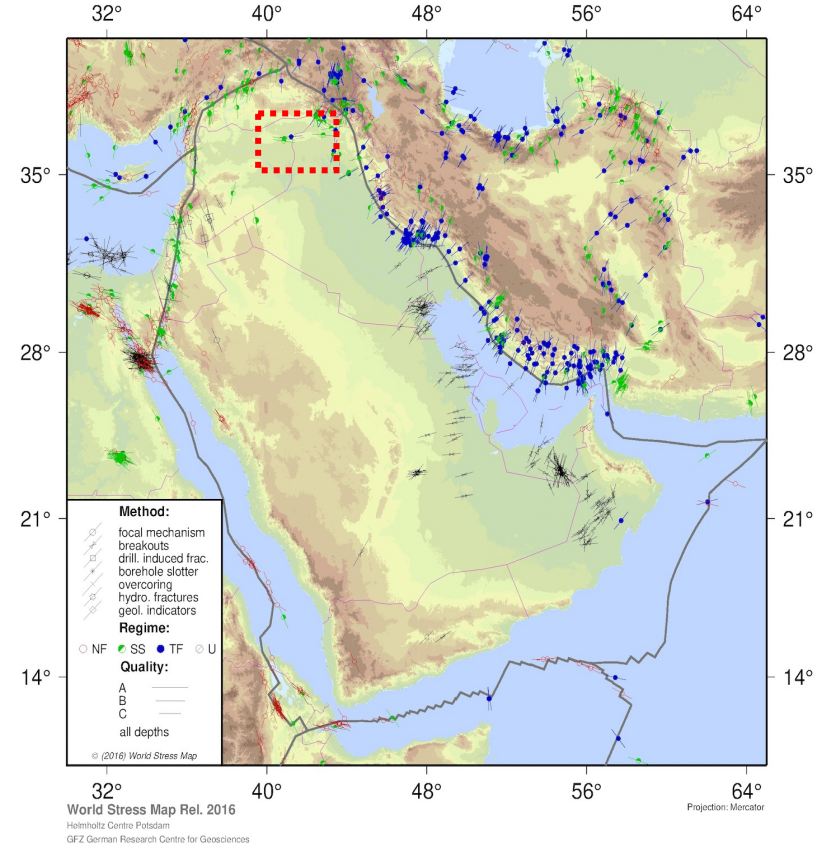 32° 40° 48° 56° 64°
35° 35°
28° 28°
21° 21°
14° 14°
Method:
focal mechanism
breakouts
drill. induced frac.
borehole slotter
overcoring
hydro. fractures
geol. indicators
Regime:
NF SS TF U
Quality:
A
B
C
all depths
© (2016) World Stress Map
32° 40° 48° 56° 64°
World Stress Map Rel. 2016
Projection: Mercator
Helmholtz Centre Potsdam
GFZ German Research Centre for Geosciences